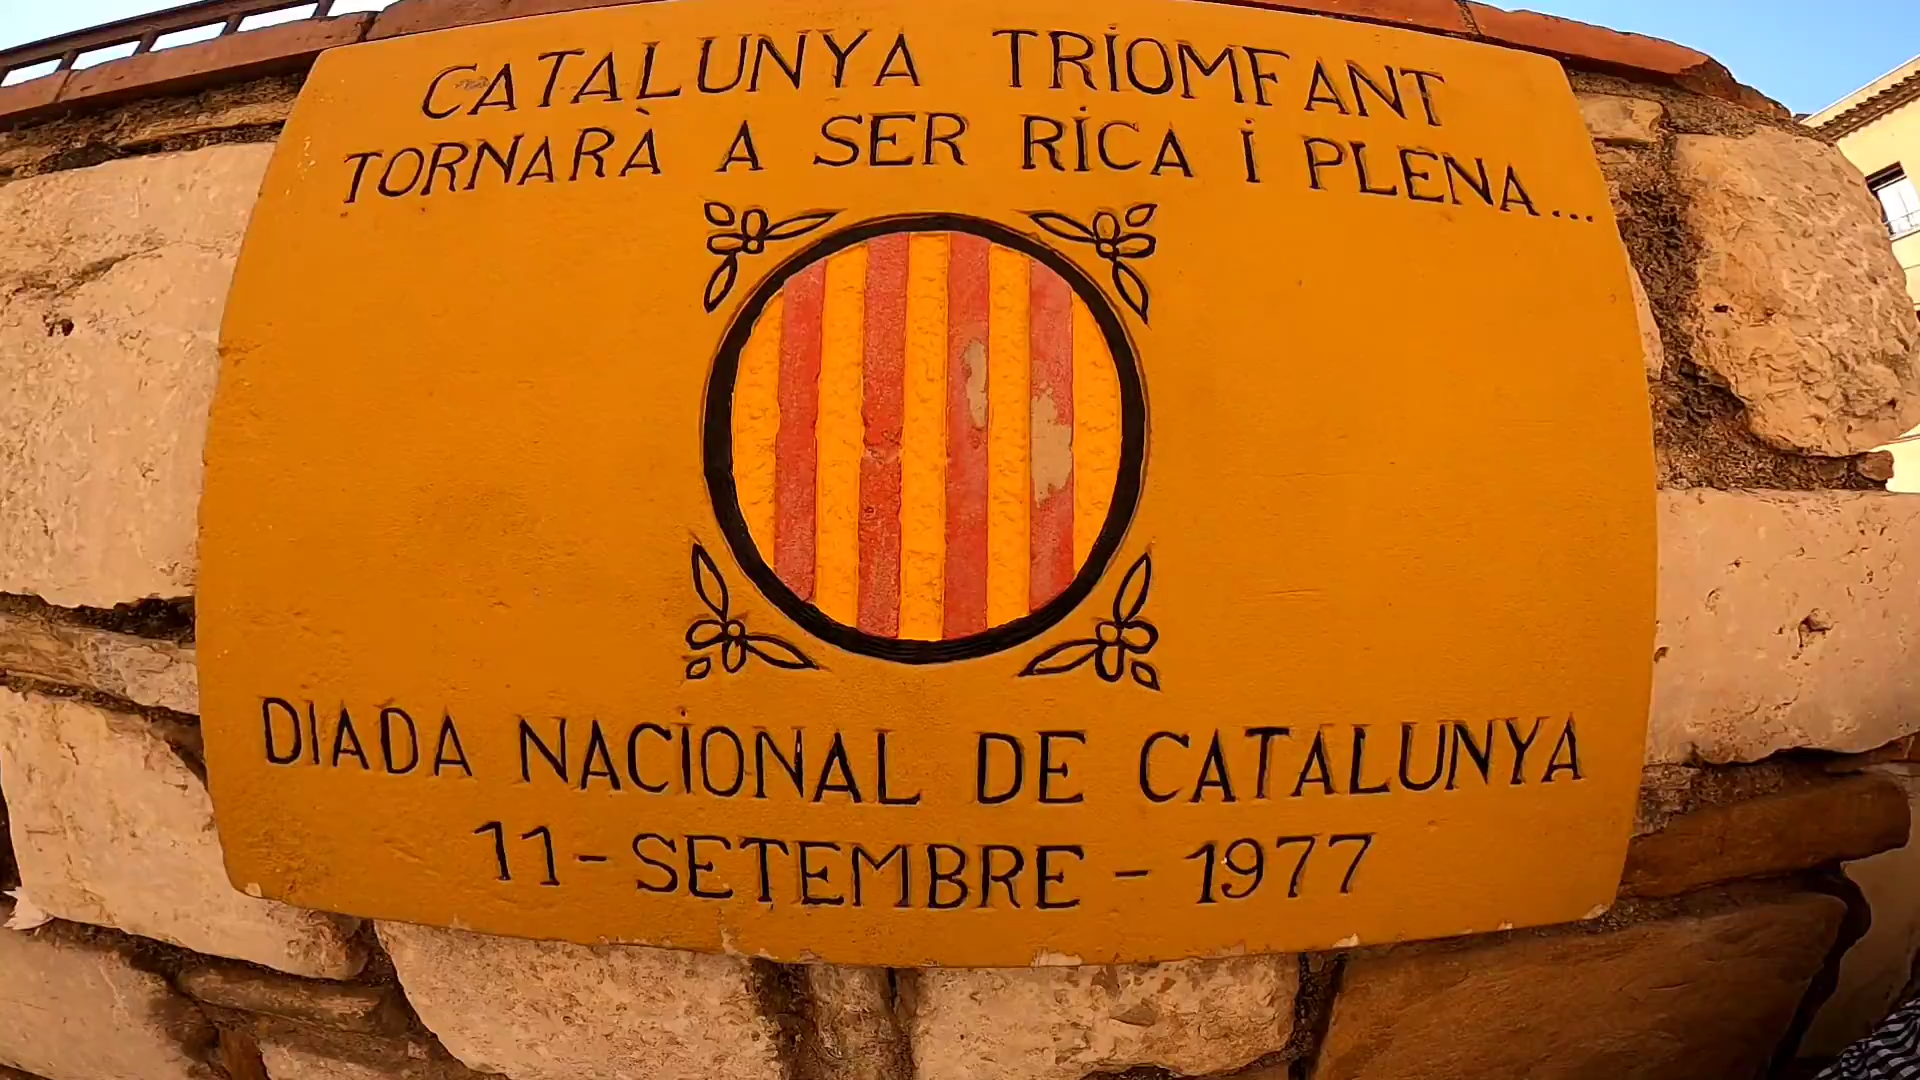 CATALUNYA TRIOMFANT
TORNARÀ A SER RICA I PLENA...
DIADA NACIONAL DE CATALUNYA
11-SETEMBRE-1977